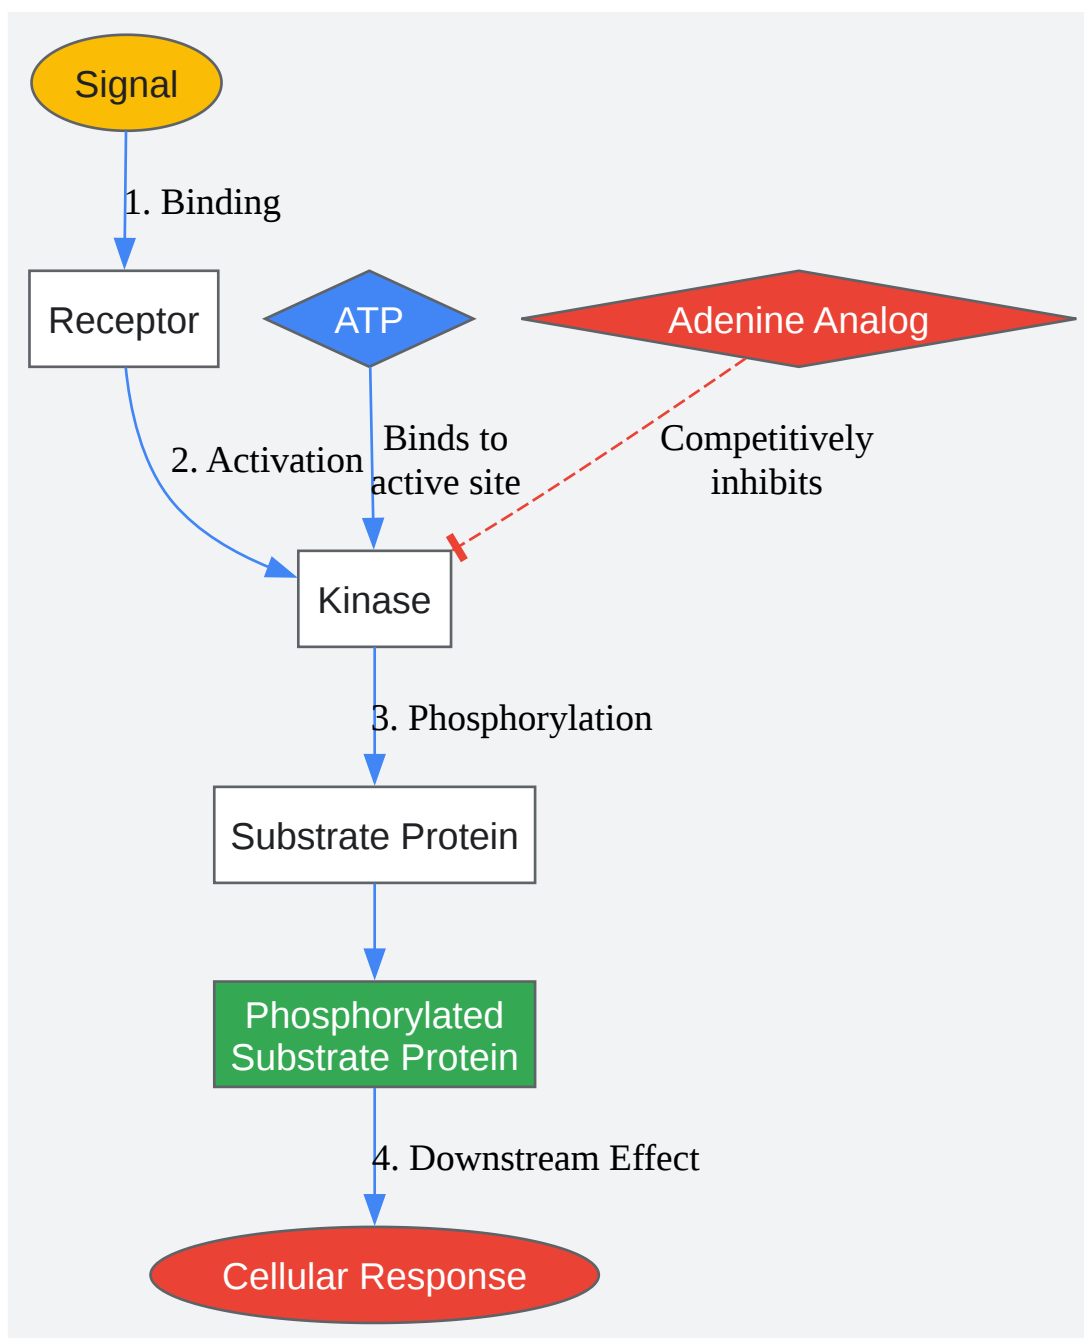 Signal
1. Binding
Receptor
ATP
Adenine Analog
2. Activation
Binds to
active site
Competitively
inhibits
Kinase
3. Phosphorylation
Substrate Protein
Phosphorylated
Substrate Protein
4. Downstream Effect
Cellular Response